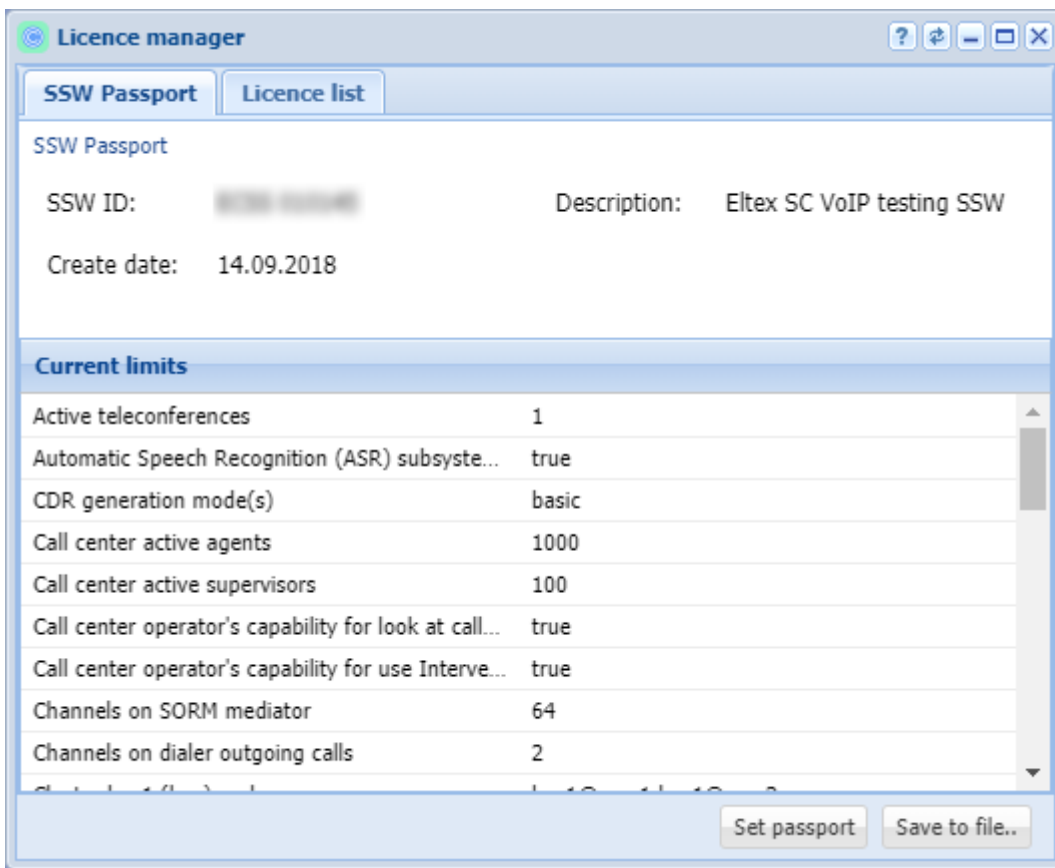 Licence manager
SSW Passport Licence list
SSW Passport
SSW ID: Description: Eltex SC VoIP testing SSW
Create date: 14.09.2018
Current limits
Active teleconferences 1
Automatic Speech Recognition (ASR) subsyste... true
CDR generation mode(s) basic
Call center active agents 1000
Call center active supervisors 100
Call center operator's capability for look at call... true
Call center operator's capability for use Interve... true
Channels on SORM mediator 64
Channels on dialer outgoing calls 2
Set passport Save to file..